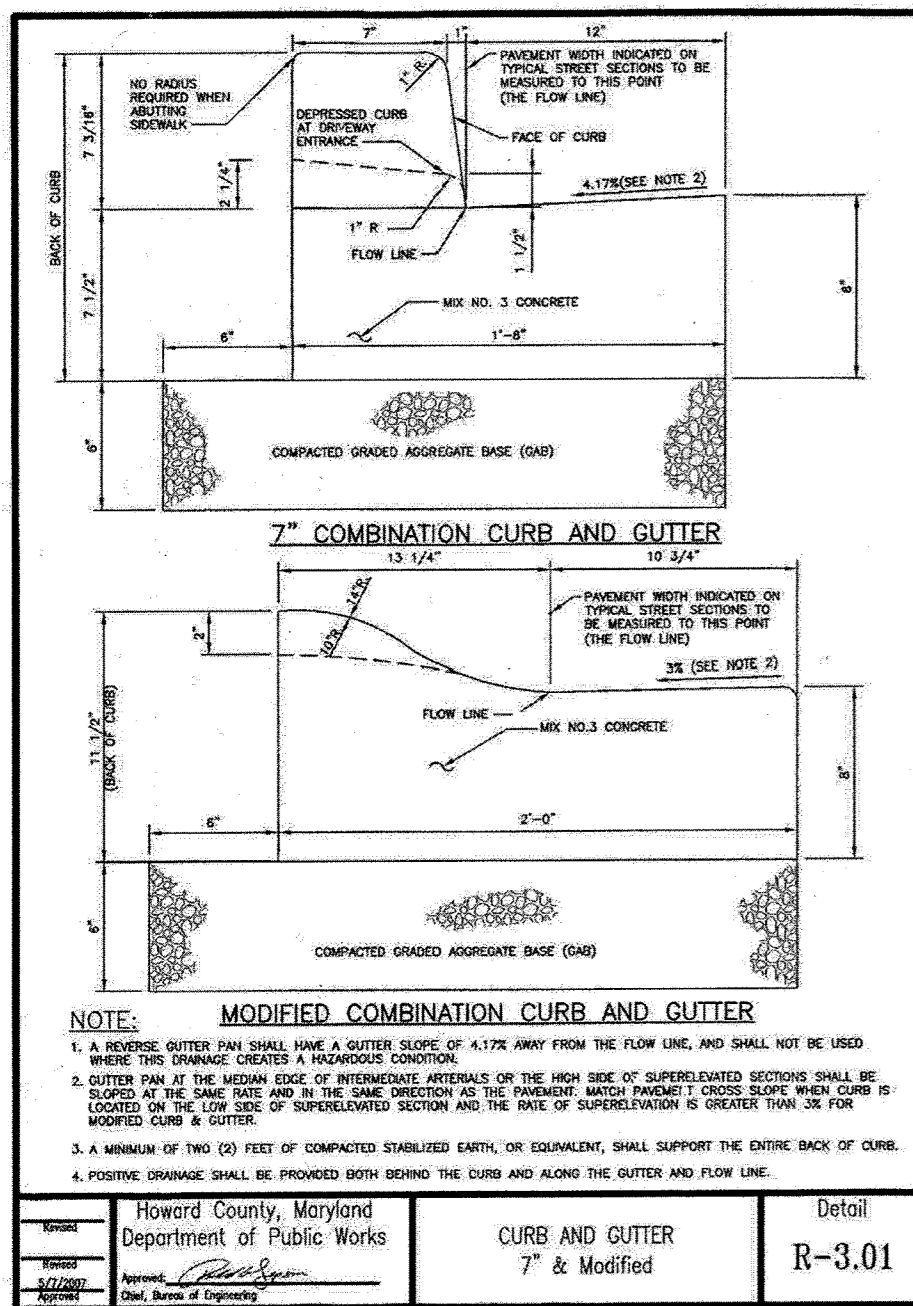 7"
1"
12"
NO RADIUS
REQUIRED WHEN
ABUTTING
SIDEWALK
1" R.
PAVEMENT WIDTH INDICATED ON
TYPICAL STREET SECTIONS TO BE
MEASURED TO THIS POINT
(THE FLOW LINE)
DEPRESSED CURB
AT DRIVEWAY
ENTRANCE
FACE OF CURB
BACK OF CURB
7 3/16"
2 1/4"
4.17%(SEE NOTE 2)
1" R
FLOW LINE
1 1/2"
7 1/2"
8"
MIX NO. 3 CONCRETE
6"
1'-8"
6"
COMPACTED GRADED AGGREGATE BASE (GAB)
7" COMBINATION CURB AND GUTTER
13 1/4"
10 3/4"
14"R.
10"R.
2"
PAVEMENT WIDTH INDICATED ON
TYPICAL STREET SECTIONS TO
BE MEASURED TO THIS POINT
(THE FLOW LINE)
3% (SEE NOTE 2)
FLOW LINE
11 1/2"
(BACK OF CURB)
MIX NO.3 CONCRETE
8"
6"
2'-0"
6"
COMPACTED GRADED AGGREGATE BASE (GAB)
MODIFIED COMBINATION CURB AND GUTTER
NOTE:
1. A REVERSE GUTTER PAN SHALL HAVE A GUTTER SLOPE OF 4.17% AWAY FROM THE FLOW LINE, AND SHALL NOT BE USED
WHERE THIS DRAINAGE CREATES A HAZARDOUS CONDITION.
2. GUTTER PAN AT THE MEDIAN EDGE OF INTERMEDIATE ARTERIALS OR THE HIGH SIDE OF SUPERELEVATED SECTIONS SHALL BE
SLOPED AT THE SAME RATE AND IN THE SAME DIRECTION AS THE PAVEMENT. MATCH PAVEMENT CROSS SLOPE WHEN CURB IS
LOCATED ON THE LOW SIDE OF SUPERELEVATED SECTION AND THE RATE OF SUPERELEVATION IS GREATER THAN 3% FOR
MODIFIED CURB & GUTTER.
3. A MINIMUM OF TWO (2) FEET OF COMPACTED STABILIZED EARTH, OR EQUIVALENT, SHALL SUPPORT THE ENTIRE BACK OF CURB.
4. POSITIVE DRAINAGE SHALL BE PROVIDED BOTH BEHIND THE CURB AND ALONG THE GUTTER AND FLOW LINE.
Revised
Revised
5/7/2007
Approved
Howard County, Maryland
Department of Public Works
Approved:
Chief, Bureau of Engineering
CURB AND GUTTER
7" & Modified
Detail
R-3.01